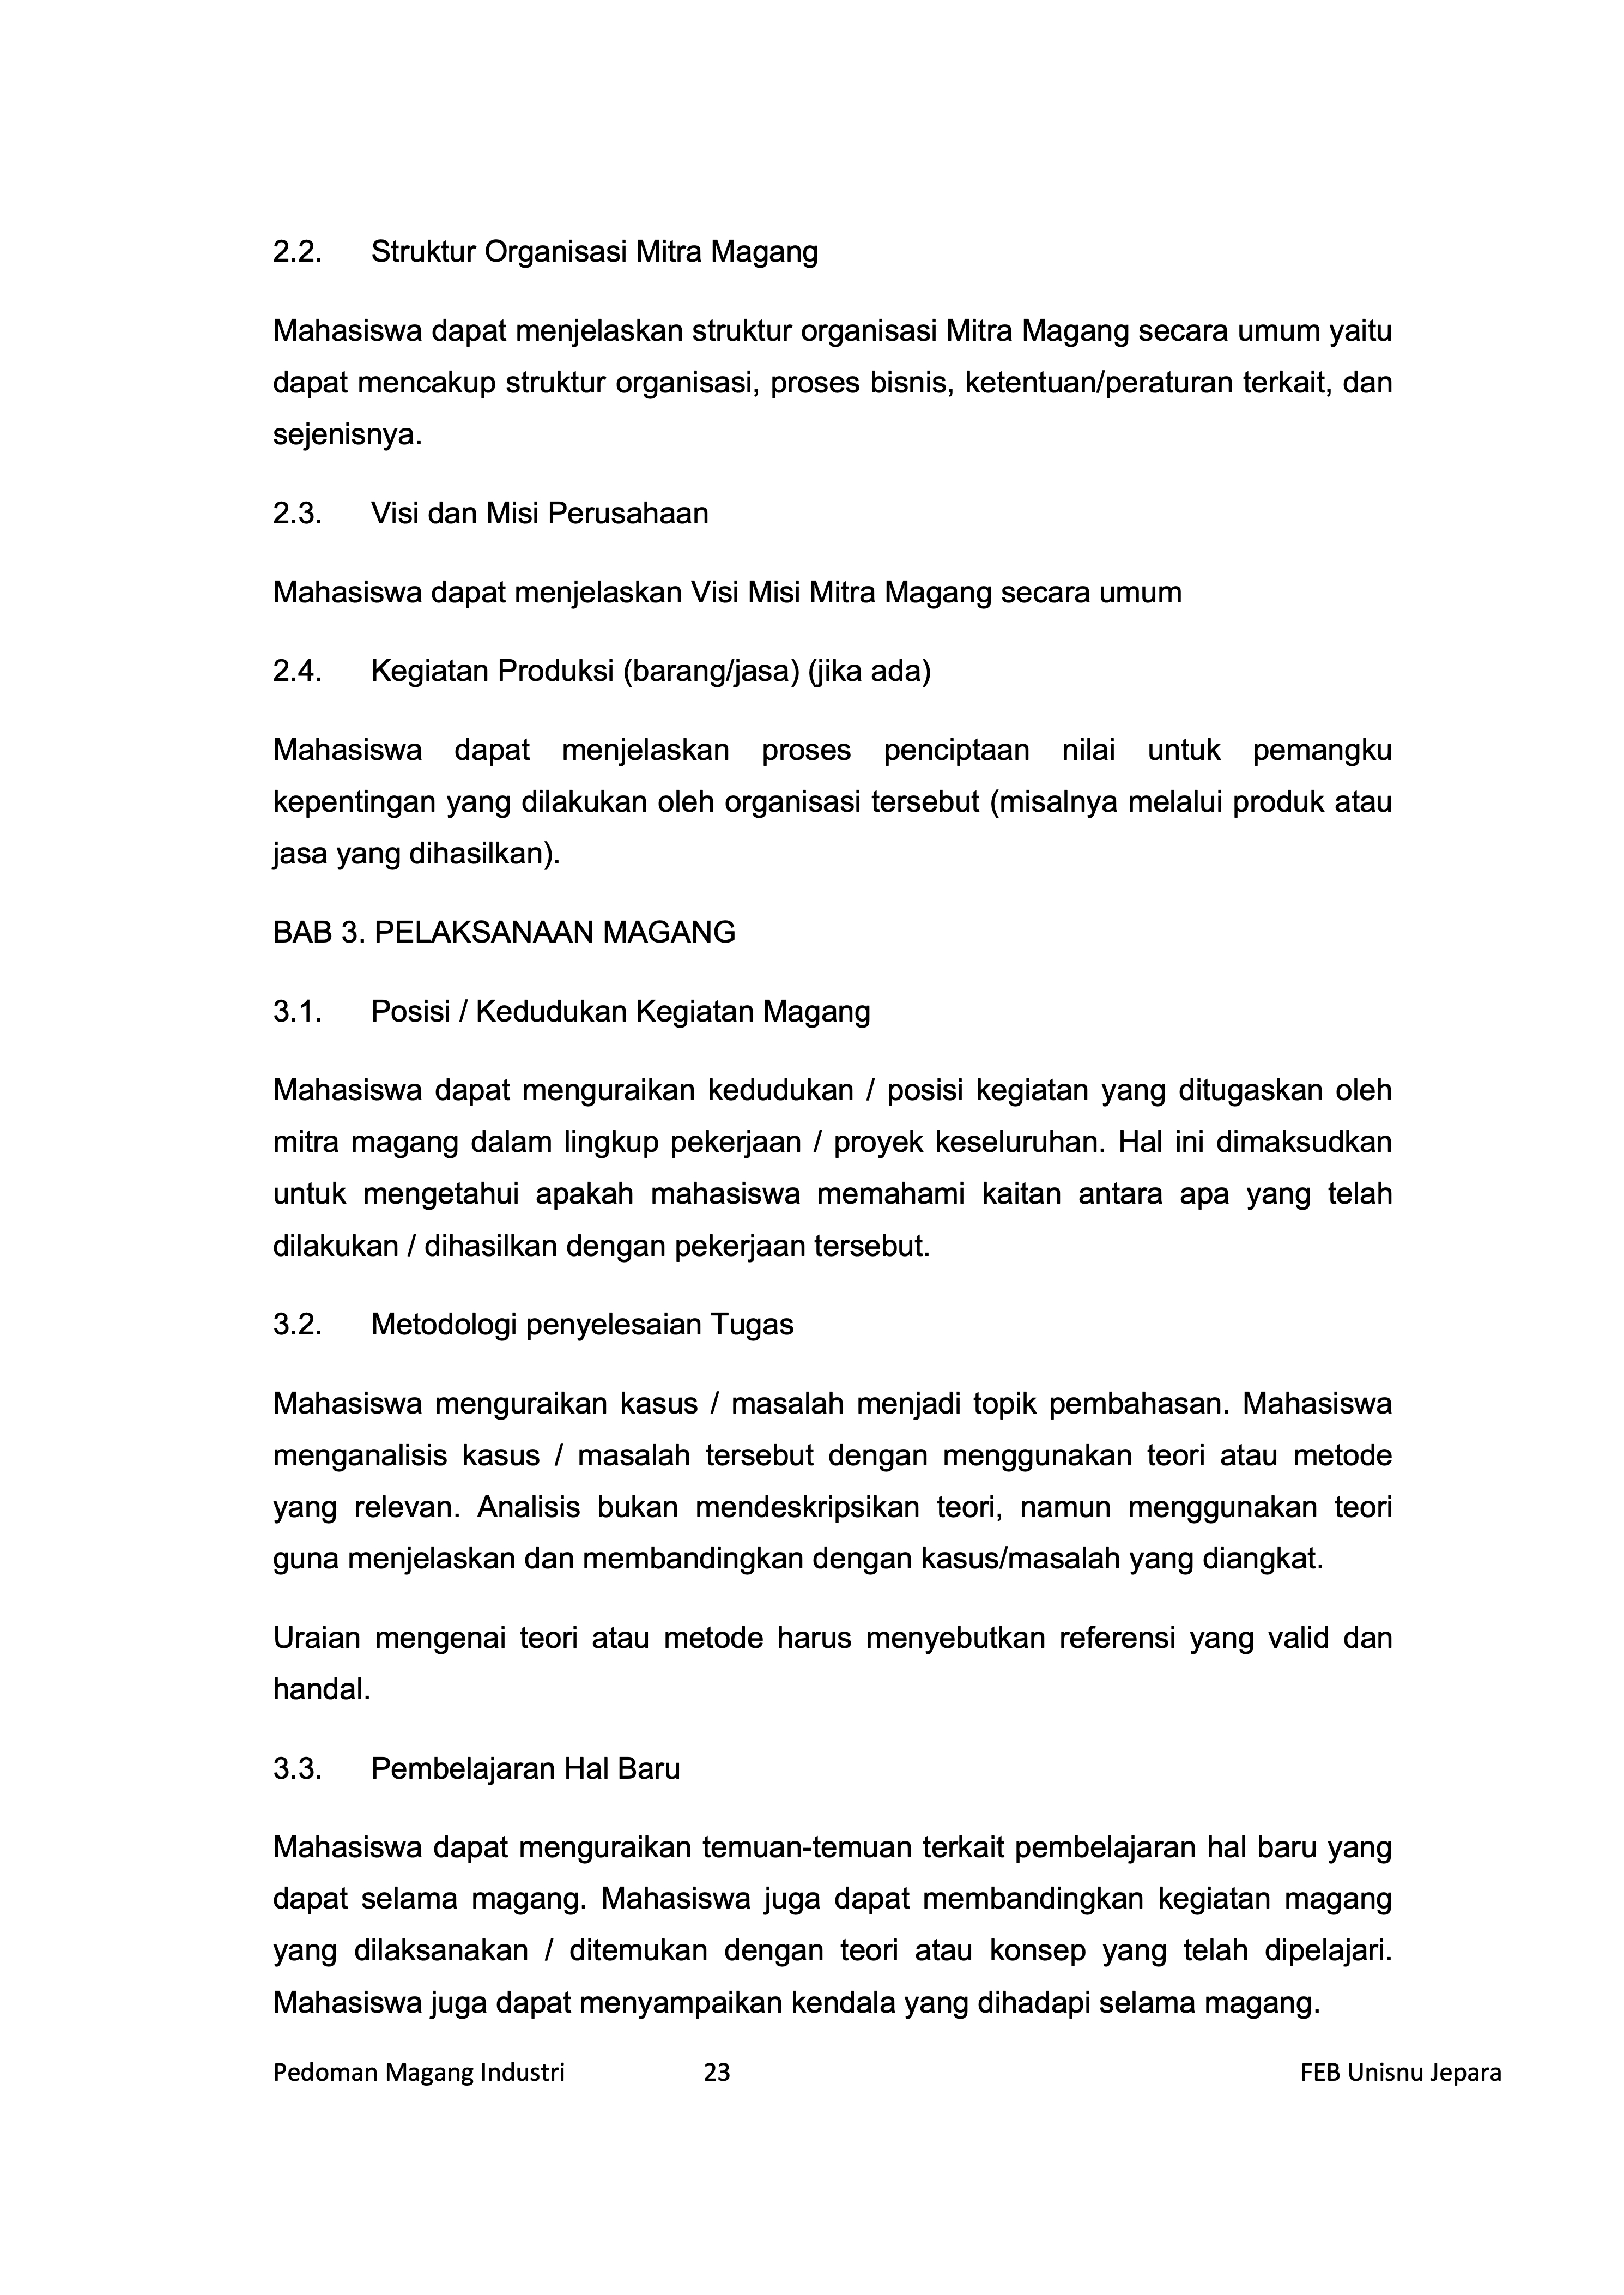 2.2. Struktur Organisasi Mitra Magang
Mahasiswa dapat menjelaskan struktur organisasi Mitra Magang secara umum yaitu
dapat mencakup struktur organisasi, proses bisnis, ketentuan/peraturan terkait, dan
sejenisnya.
2.3. Visi dan Misi Perusahaan
Mahasiswa dapat menjelaskan Visi Misi Mitra Magang secara umum
2.4. Kegiatan Produksi (barang/jasa) (jika ada)
Mahasiswa dapat menjelaskan proses penciptaan nilai untuk pemangku
kepentingan yang dilakukan oleh organisasi tersebut (misalnya melalui produk atau
jasa yang dihasilkan).
BAB 3. PELAKSANAAN MAGANG
3.1. Posisi / Kedudukan Kegiatan Magang
Mahasiswa dapat menguraikan kedudukan / posisi kegiatan yang ditugaskan oleh
mitra magang dalam lingkup pekerjaan / proyek keseluruhan. Hal ini dimaksudkan
untuk mengetahui apakah mahasiswa memahami kaitan antara apa yang telah
dilakukan / dihasilkan dengan pekerjaan tersebut.
3.2. Metodologi penyelesaian Tugas
Mahasiswa menguraikan kasus / masalah menjadi topik pembahasan. Mahasiswa
menganalisis kasus / masalah tersebut dengan menggunakan teori atau metode
yang relevan. Analisis bukan mendeskripsikan teori, namun menggunakan teori
guna menjelaskan dan membandingkan dengan kasus/masalah yang diangkat.
Uraian mengenai teori atau metode harus menyebutkan referensi yang valid dan
handal.
3.3. Pembelajaran Hal Baru
Mahasiswa dapat menguraikan temuan-temuan terkait pembelajaran hal baru yang
dapat selama magang. Mahasiswa juga dapat membandingkan kegiatan magang
yang dilaksanakan / ditemukan dengan teori atau konsep yang telah dipelajari.
Mahasiswa juga dapat menyampaikan kendala yang dihadapi selama magang.
Pedoman Magang Industri 23 FEB Unisnu Jepara